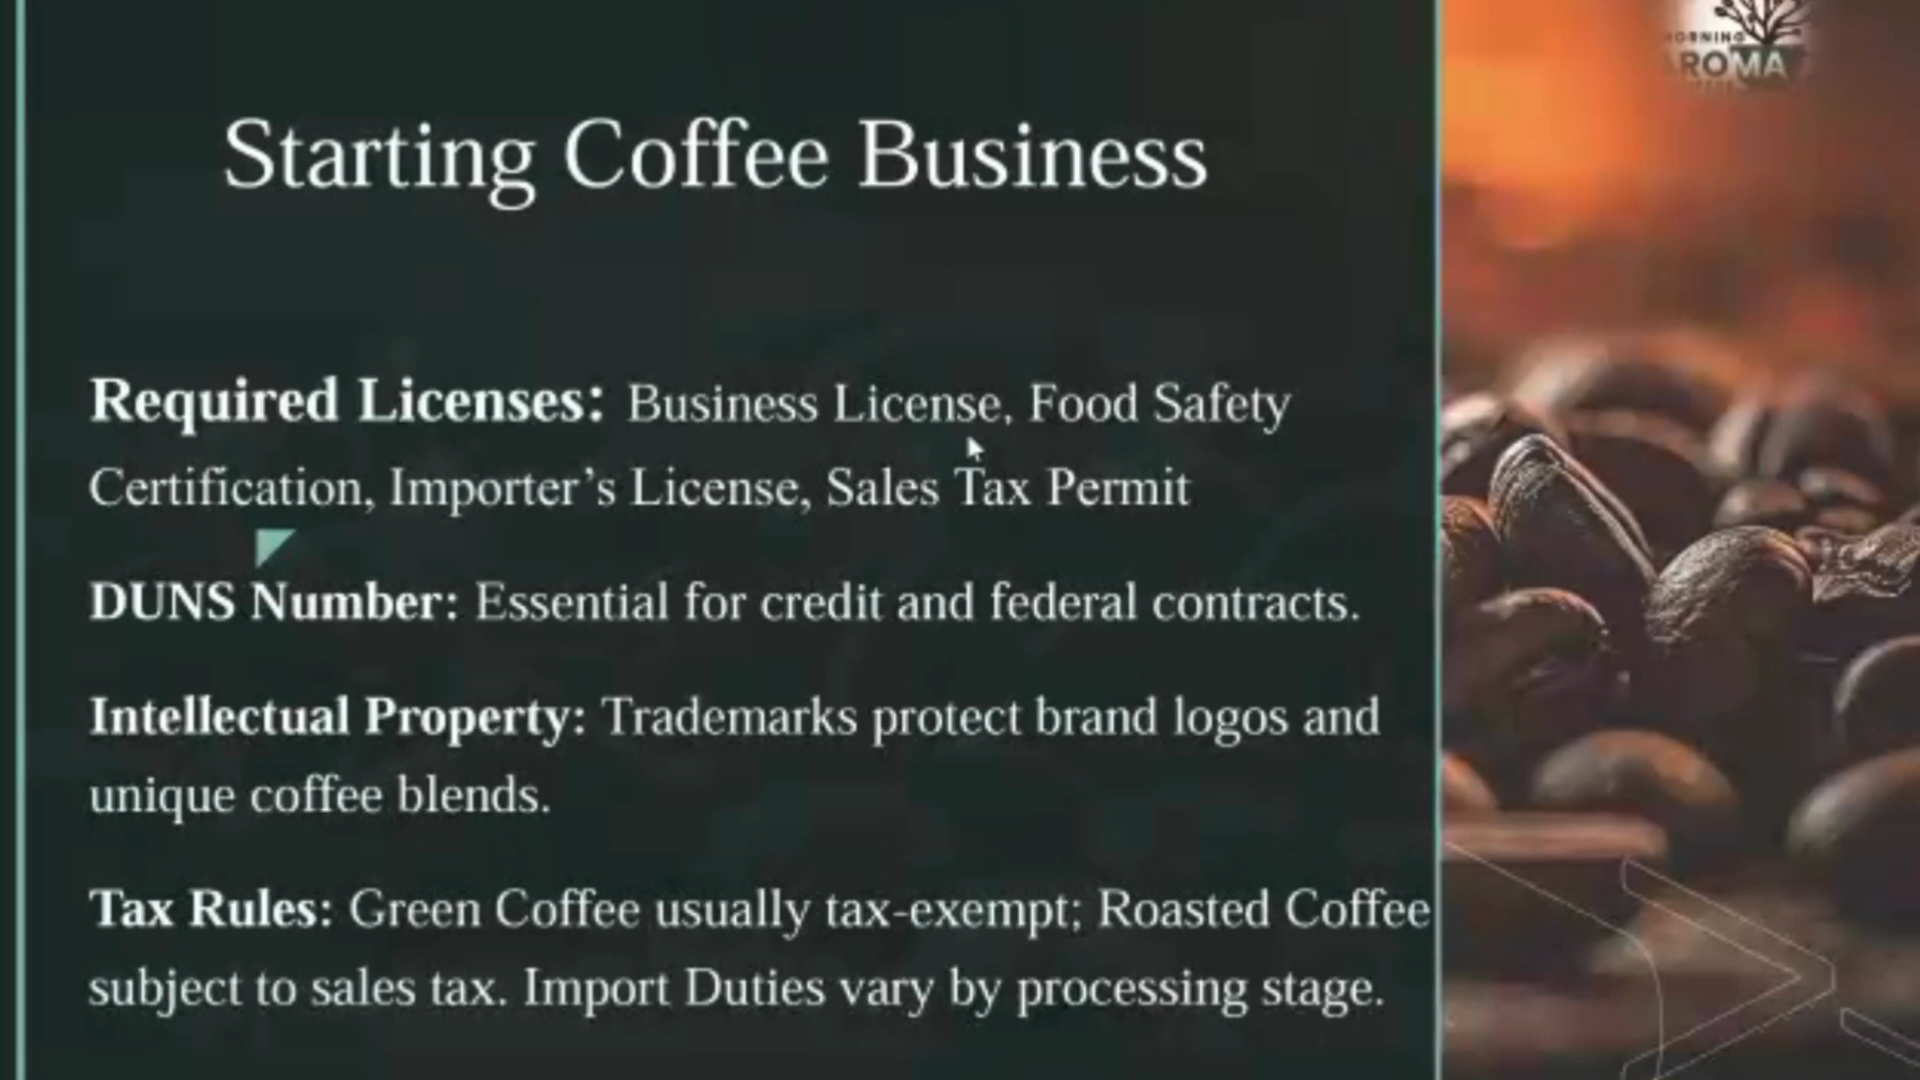 ORNING
ROMA
Starting Coffee Business
Required Licenses: Business License, Food Safety
Certification, Importer’s License, Sales Tax Permit
DUNS Number: Essential for credit and federal contracts.
Intellectual Property: Trademarks protect brand logos and
unique coffee blends.
Tax Rules: Green Coffee usually tax-exempt; Roasted Coffee
subject to sales tax. Import Duties vary by processing stage.